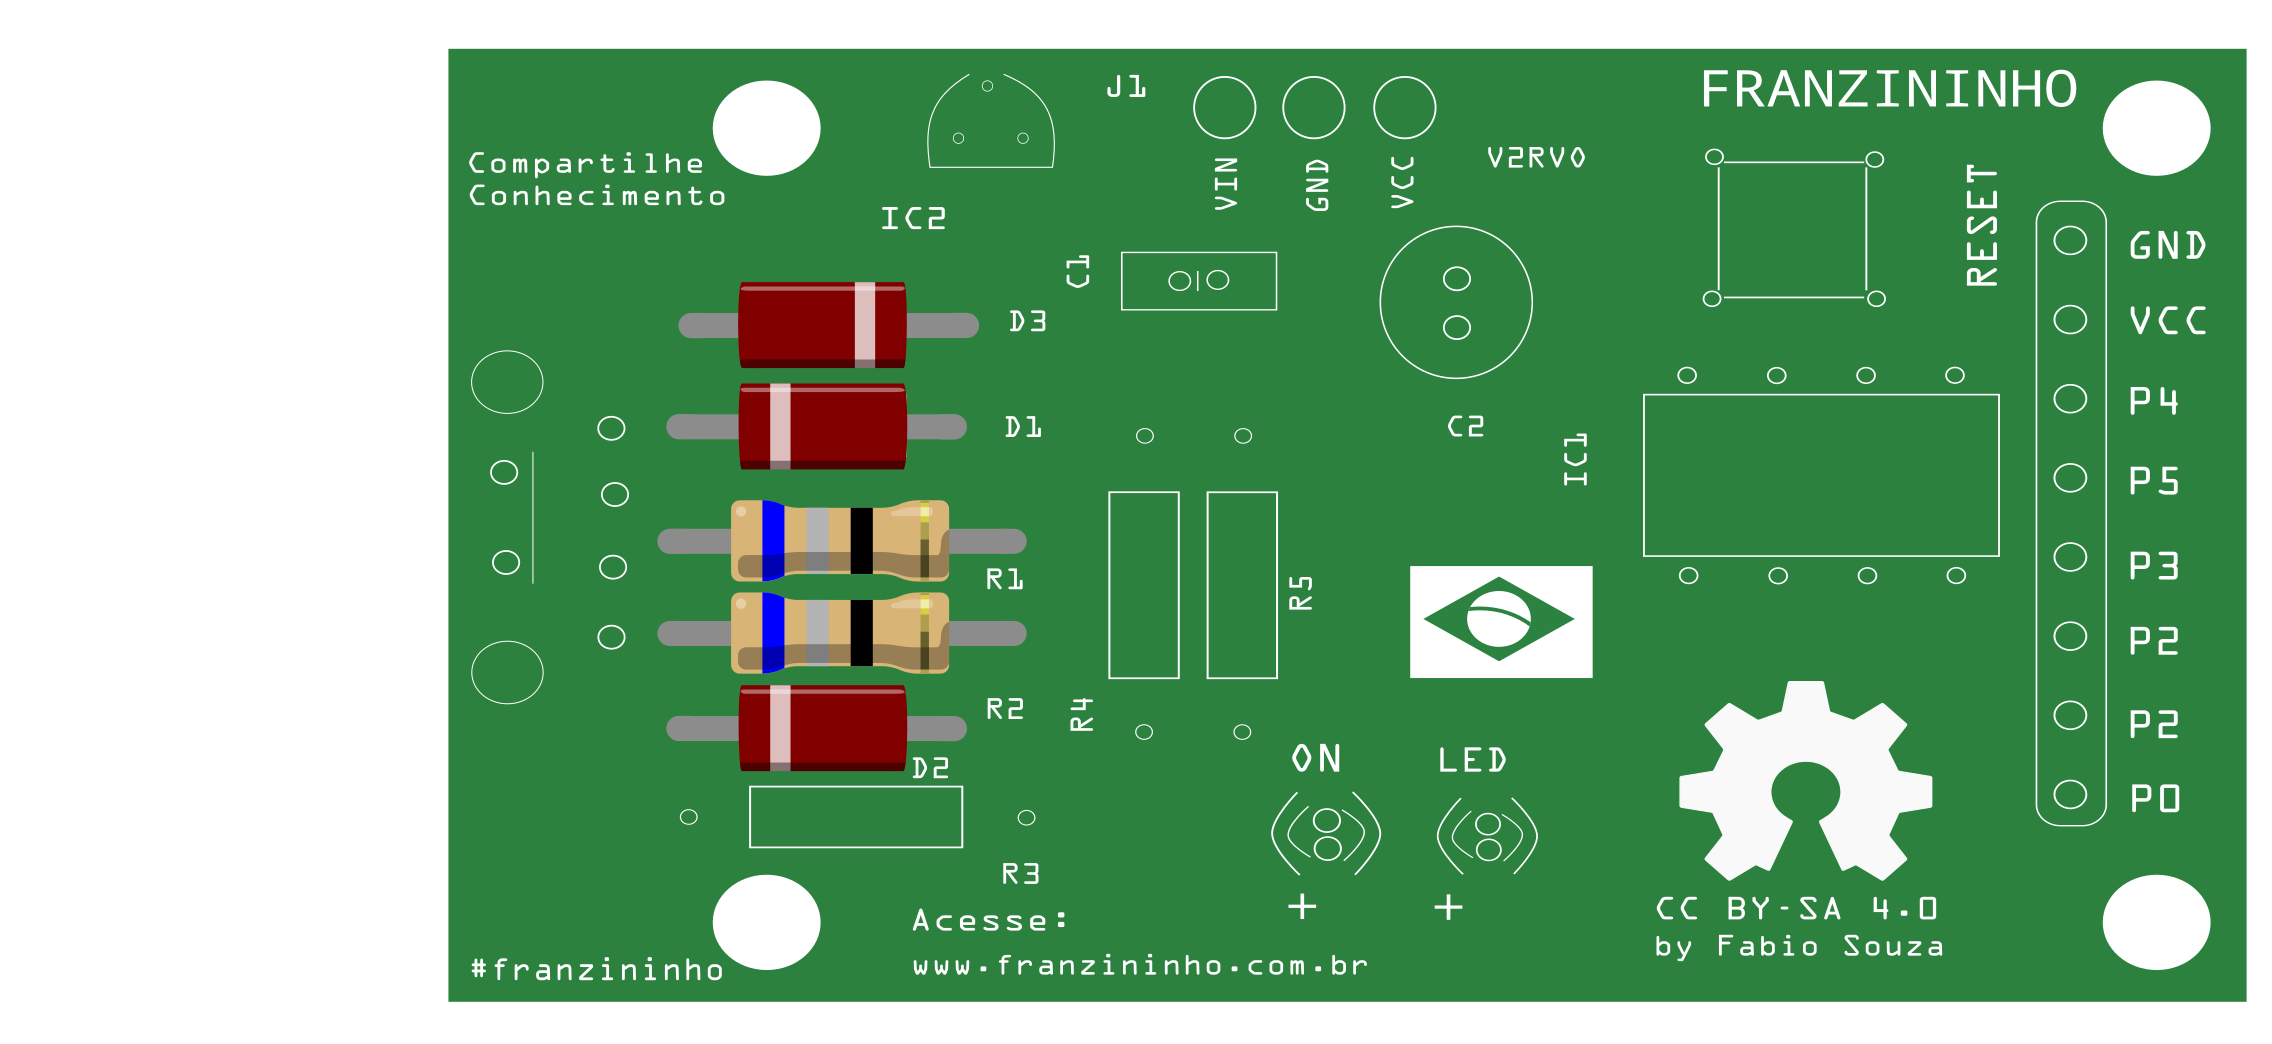 FRANZININHO
J1
VIN
GND
VCC
V2RV0
Compartilhe
Conhecimento
IC2
RESET
C1
D3
D1
C2
IC1
R1
R5
R2
R4
D2
ON
LED
R3
+
+
GND
VCC
P4
P5
P3
P2
P2
P0
Acesse:
www.franzininho.com.br
#franzininho
CC BY-SA 4.0
by Fabio Souza